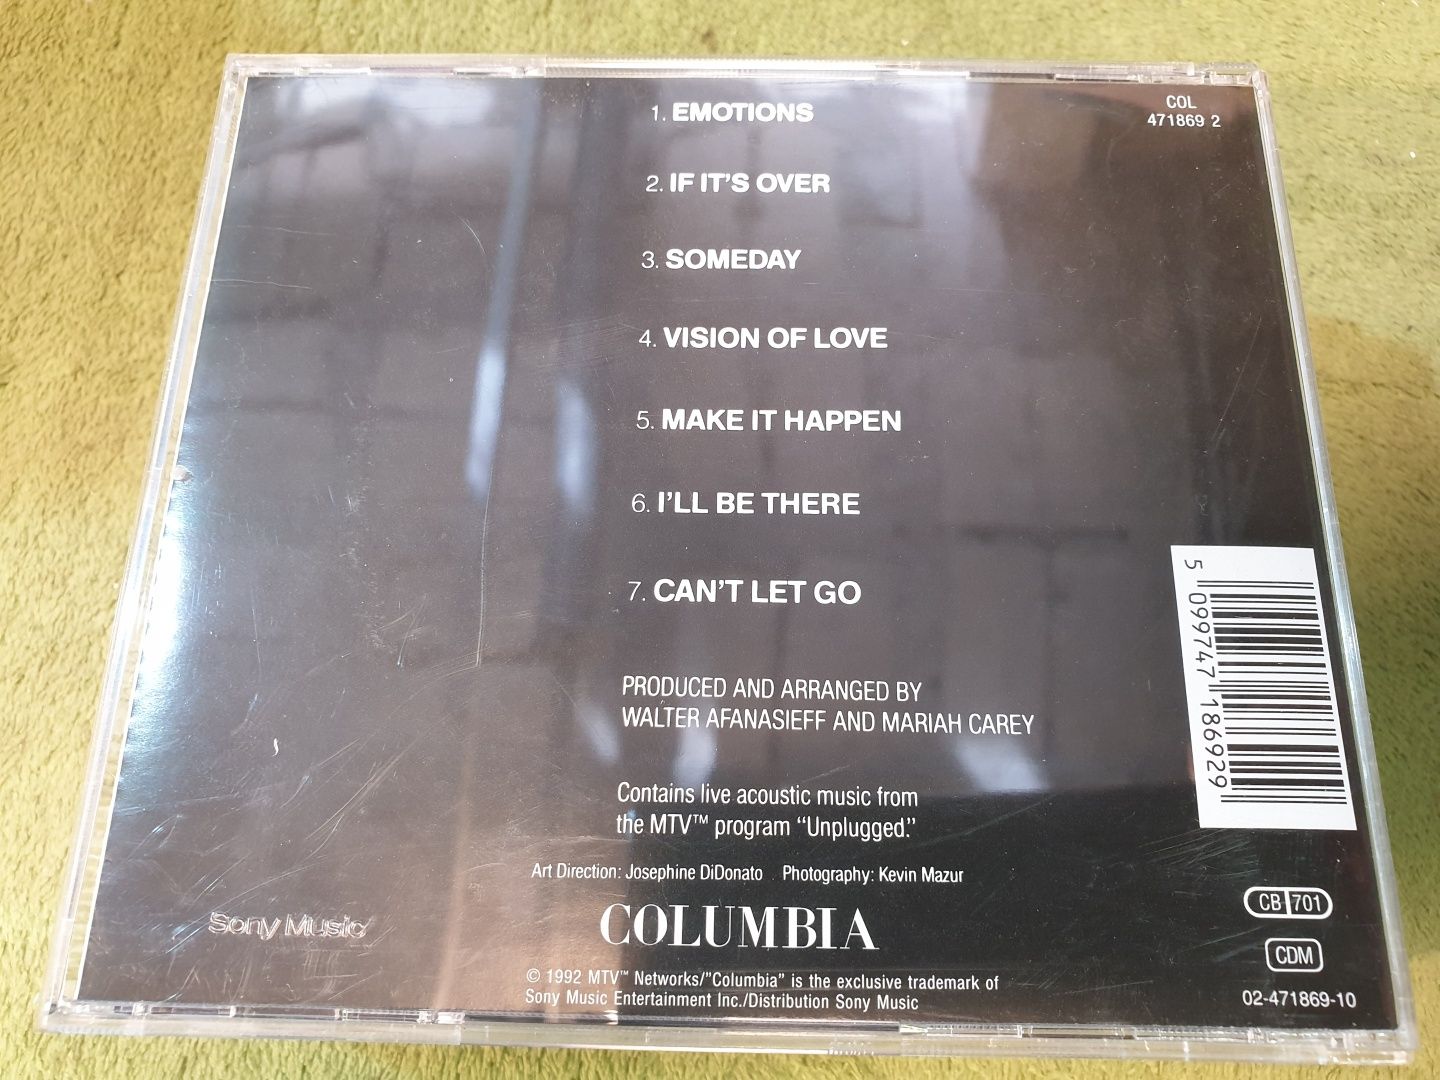 COL
471869 2
1. EMOTIONS
2. IF IT'S OVER
3. SOMEDAY
4. VISION OF LOVE
5. MAKE IT HAPPEN
6. I'LL BE THERE
7. CAN'T LET GO
PRODUCED AND ARRANGED BY
WALTER AFANASIEFF AND MARIAH CAREY
Contains live acoustic music from
the MTV™ program “Unplugged.”
Art Direction: Josephine DiDonato Photography: Kevin Mazur
Sony Music
COLUMBIA
© 1992 MTV™ Networks/"Columbia" is the exclusive trademark of
Sony Music Entertainment Inc./Distribution Sony Music
5 099747 186929
CB 701
CDM
02-471869-10